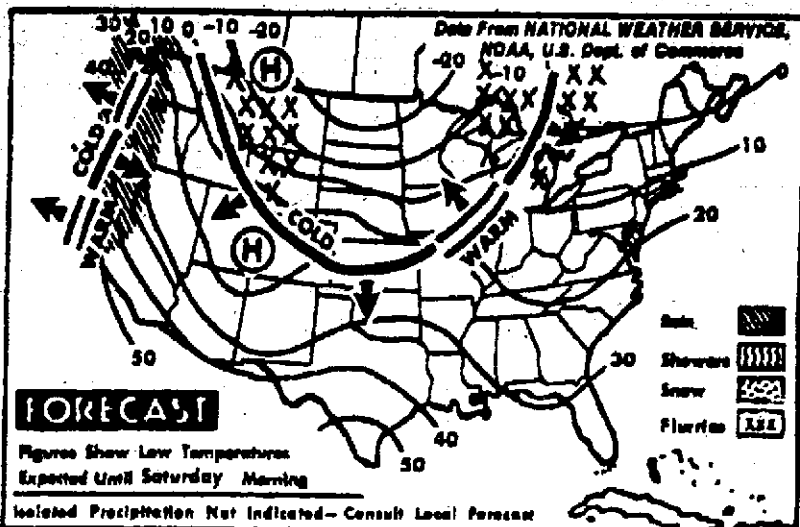 30 20 10 0 -10 -20
Data From NATIONAL WEATHER SERVICE,
NOAA, U.S. Dept. of Commerce
40
H
-20
-10
0
COLD
10
WARM
COLD
WARM
20
H
50
30
40
50
Rain
Showers
Snow
Flurries
FORECAST
Figures Show Low Temperatures
Expected Until Saturday Morning
Isolated Precipitation Not Indicated – Consult Local Forecast